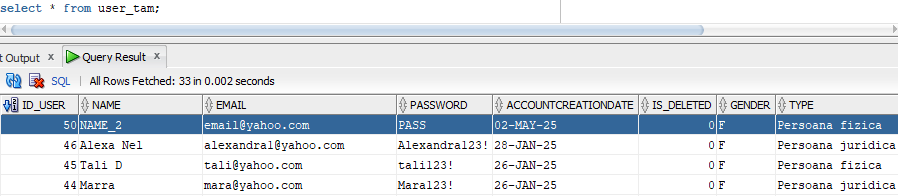 select * from user_tam;
t Output x Query Result x
SQL | All Rows Fetched: 33 in 0.002 seconds
ID_USER NAME EMAIL PASSWORD ACCOUNTCREATIONDATE IS_DELETED GENDER TYPE
50 NAME_2 email@yahoo.com PASS 02-MAY-25 0 F Persoana fizica
46 Alexa Nel alexandra1@yahoo.com Alexandra123! 28-JAN-25 0 F Persoana juridica
45 Tali D tali@yahoo.com tali123! 26-JAN-25 0 F Persoana fizica
44 Marra mara@yahoo.com Mara123! 26-JAN-25 0 F Persoana juridica